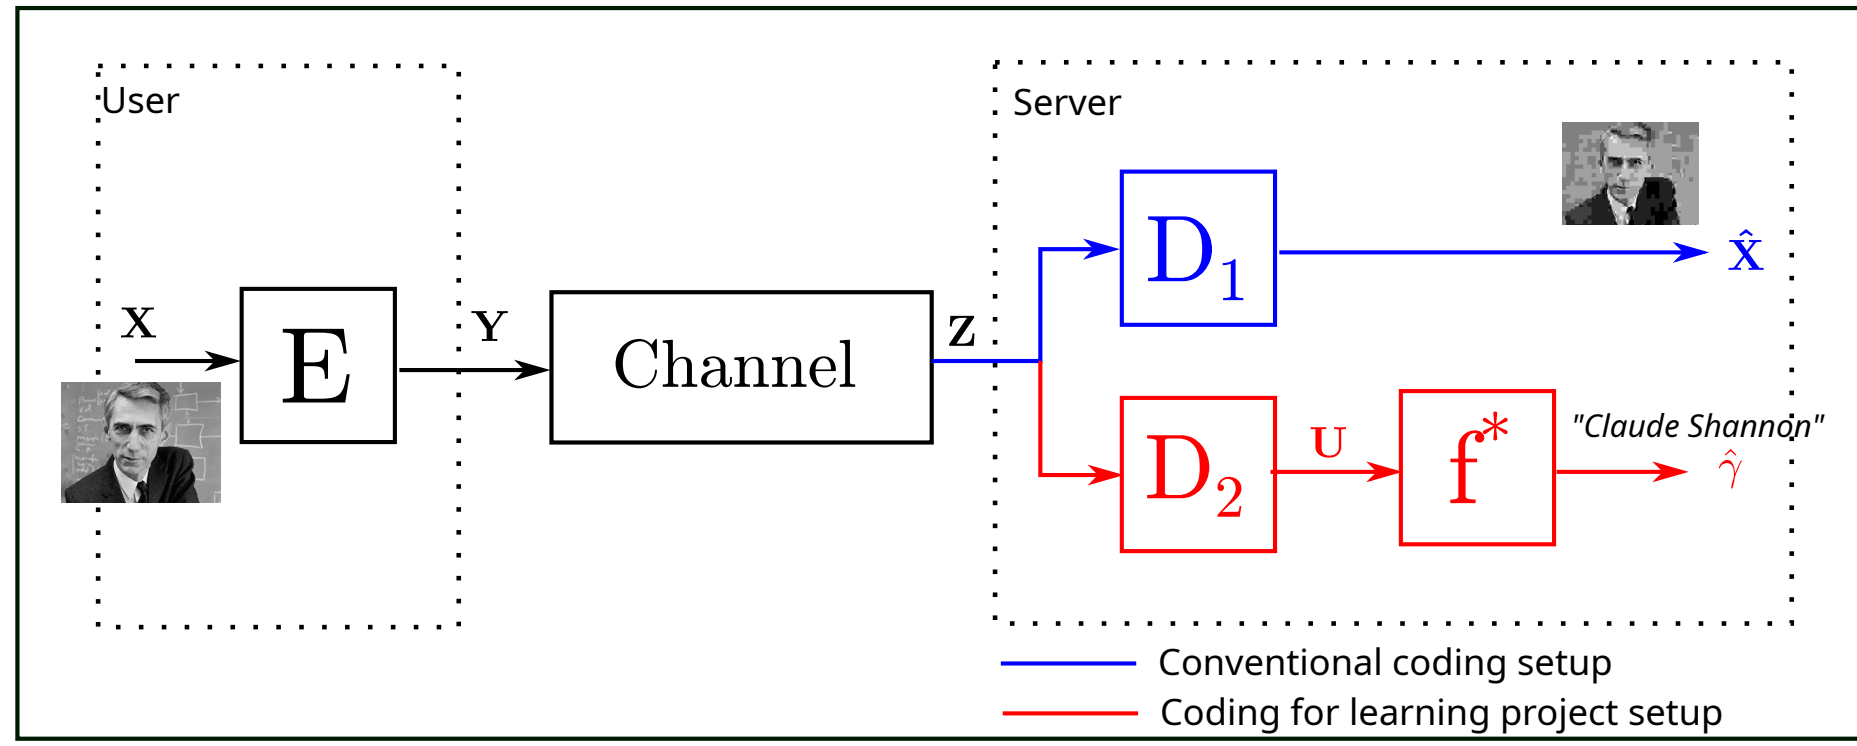 User
Server
D₁
x̂
X
E
Y
Channel
Z
D₂
U
f*
"Claude Shannon"
γ̂
Conventional coding setup
Coding for learning project setup